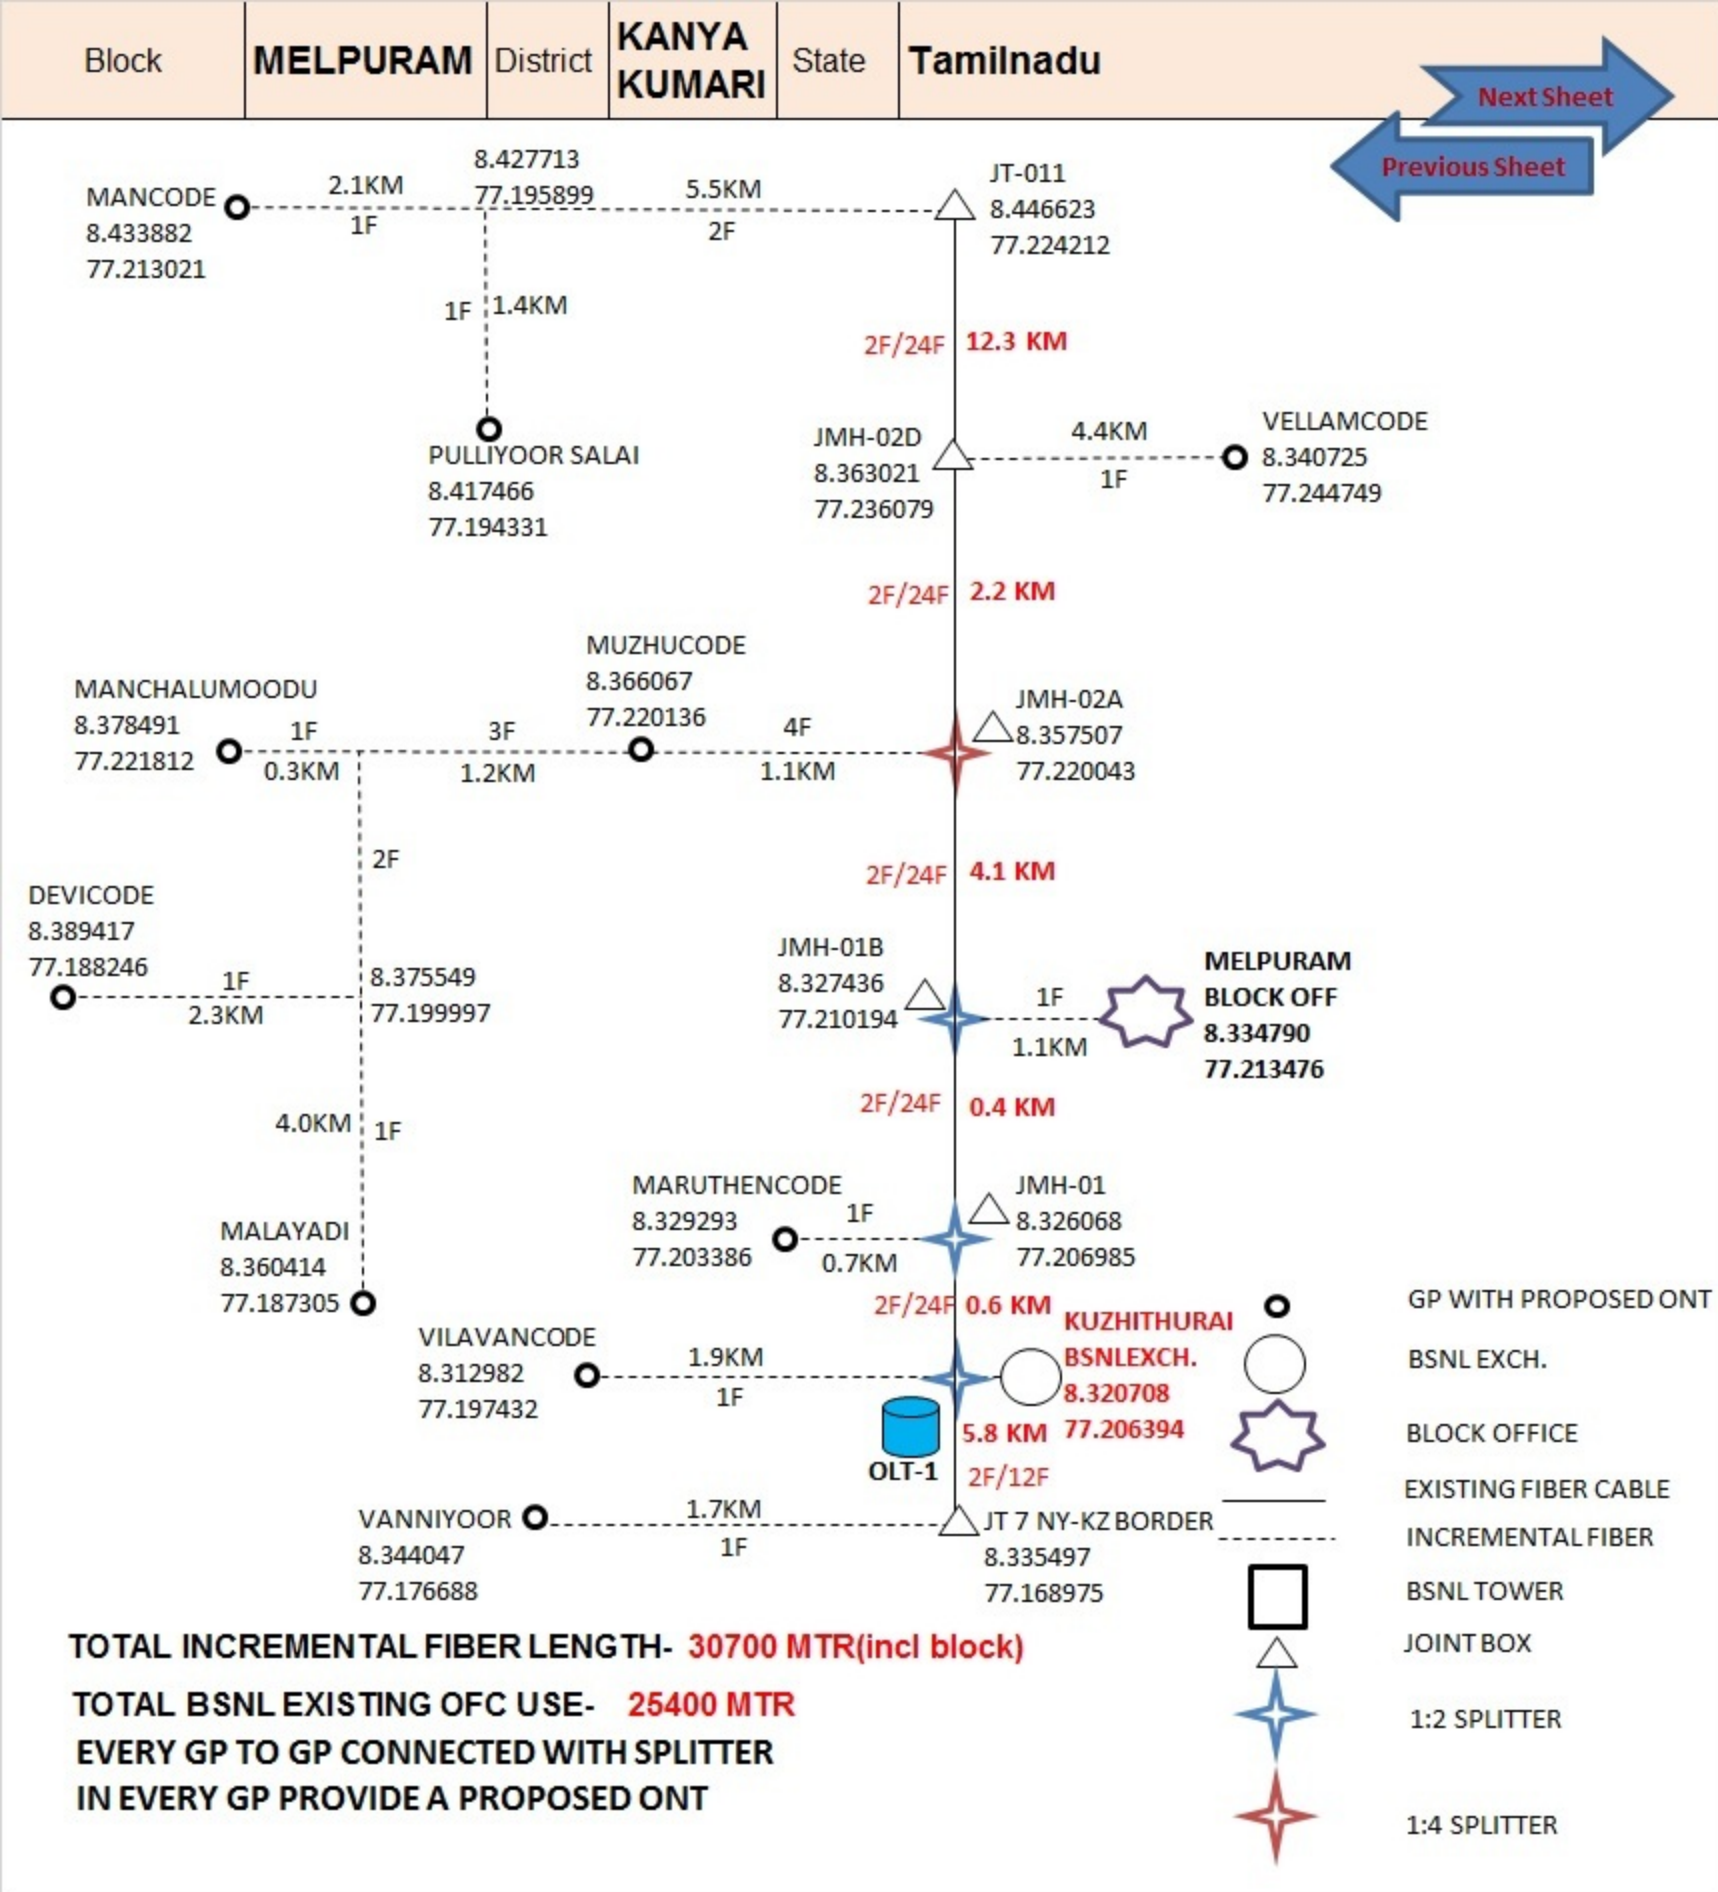 Block MELPURAM District KANYA KUMARI State Tamilnadu
Next Sheet
Previous Sheet
MANCODE
8.433882
77.213021
2.1KM
1F
8.427713
77.195899
5.5KM
2F
JT-011
8.446623
77.224212
1F 1.4KM
PULLIYOOR SALAI
8.417466
77.194331
2F/24F 12.3 KM
JMH-02D
8.363021
77.236079
4.4KM
1F
VELLAMCODE
8.340725
77.244749
2F/24F 2.2 KM
MUZHUCODE
8.366067
77.220136
MANCHALUMOODU
8.378491
77.221812
1F
0.3KM
3F
1.2KM
4F
1.1KM
JMH-02A
8.357507
77.220043
2F
2F/24F 4.1 KM
DEVICODE
8.389417
77.188246
1F
2.3KM
8.375549
77.199997
JMH-01B
8.327436
77.210194
1F
1.1KM
MELPURAM
BLOCK OFF
8.334790
77.213476
4.0KM 1F
2F/24F 0.4 KM
MARUTHENCODE
8.329293
77.203386
1F
0.7KM
JMH-01
8.326068
77.206985
MALAYADI
8.360414
77.187305
2F/24F 0.6 KM
VILAVANCODE
8.312982
77.197432
1.9KM
1F
KUZHITHURAI
BSNLEXCH.
8.320708
77.206394
OLT-1
5.8 KM
2F/12F
VANNIYOOR
8.344047
77.176688
1.7KM
1F
JT 7 NY-KZ BORDER
8.335497
77.168975
GP WITH PROPOSED ONT
BSNL EXCH.
BLOCK OFFICE
EXISTING FIBER CABLE
INCREMENTAL FIBER
BSNL TOWER
JOINT BOX
1:2 SPLITTER
1:4 SPLITTER
TOTAL INCREMENTAL FIBER LENGTH- 30700 MTR(incl block)
TOTAL BSNL EXISTING OFC USE- 25400 MTR
EVERY GP TO GP CONNECTED WITH SPLITTER
IN EVERY GP PROVIDE A PROPOSED ONT